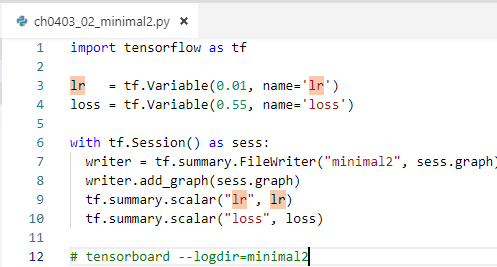 ch0403_02_minimal2.py ×
1 import tensorflow as tf
2
3 lr   = tf.Variable(0.01, name='lr')
4 loss = tf.Variable(0.55, name='loss')
5
6 with tf.Session() as sess:
7   writer = tf.summary.FileWriter("minimal2", sess.graph)
8   writer.add_graph(sess.graph)
9   tf.summary.scalar("lr", lr)
10   tf.summary.scalar("loss", loss)
11
12 # tensorboard --logdir=minimal2